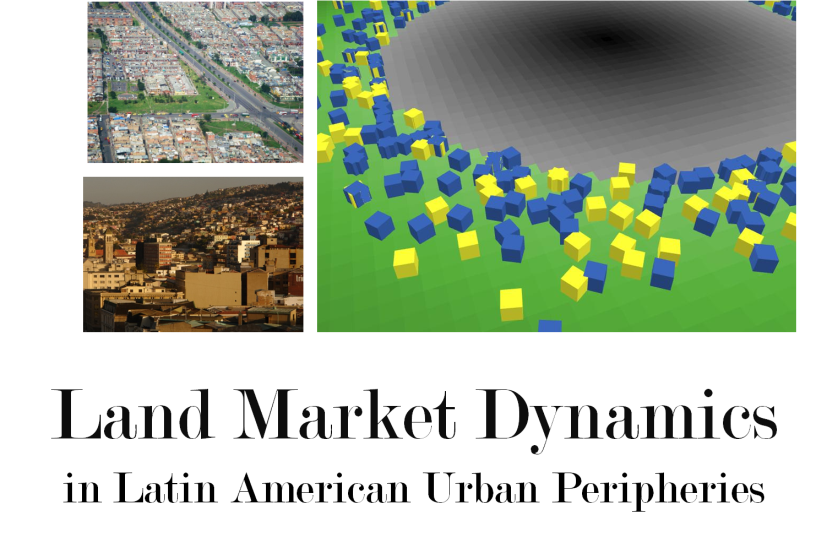 Land Market Dynamics
in Latin American Urban Peripheries